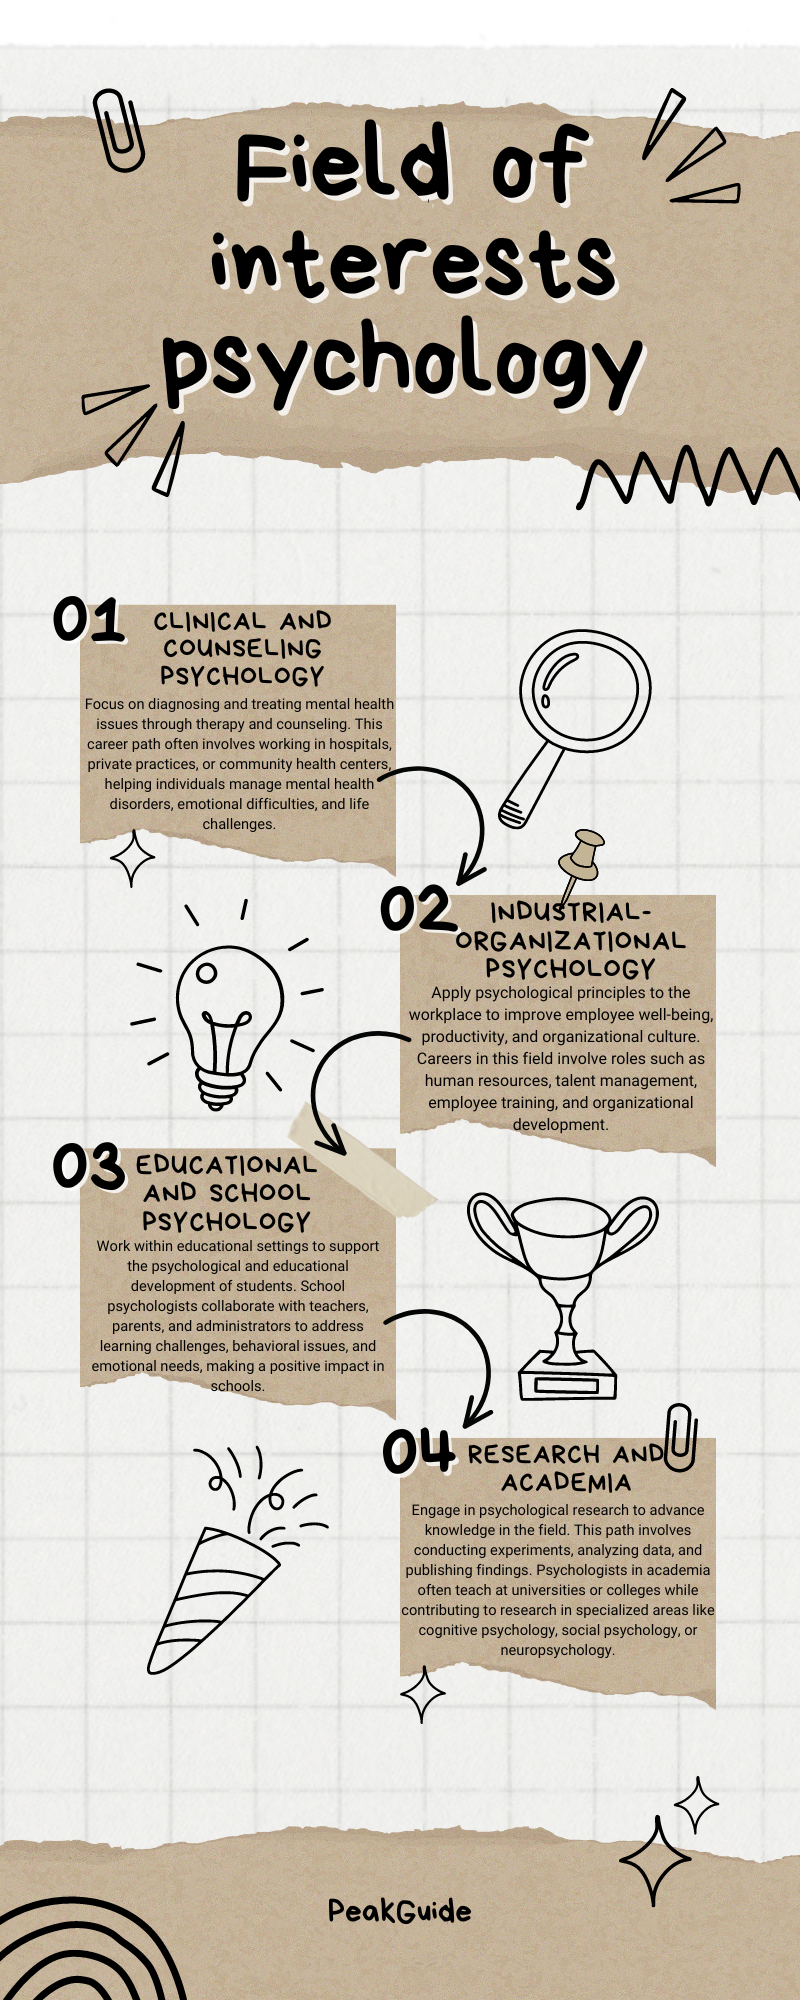 Field of
interests
psychology
01
CLINICAL AND
COUNSELING
PSYCHOLOGY
Focus on diagnosing and treating mental health
issues through therapy and counseling. This
career path often involves working in hospitals,
private practices, or community health centers,
helping individuals manage mental health
disorders, emotional difficulties, and life
challenges.
02
INDUSTRIAL-
ORGANIZATIONAL
PSYCHOLOGY
Apply psychological principles to the
workplace to improve employee well-being,
productivity, and organizational culture.
Careers in this field involve roles such as
human resources, talent management,
employee training, and organizational
development.
03
EDUCATIONAL
AND SCHOOL
PSYCHOLOGY
Work within educational settings to support
the psychological and educational
development of students. School
psychologists collaborate with teachers,
parents, and administrators to address
learning challenges, behavioral issues, and
emotional needs, making a positive impact in
schools.
04
RESEARCH AND
ACADEMIA
Engage in psychological research to advance
knowledge in the field. This path involves
conducting experiments, analyzing data, and
publishing findings. Psychologists in academia
often teach at universities or colleges while
contributing to research in specialized areas like
cognitive psychology, social psychology, or
neuropsychology.
PeakGuide